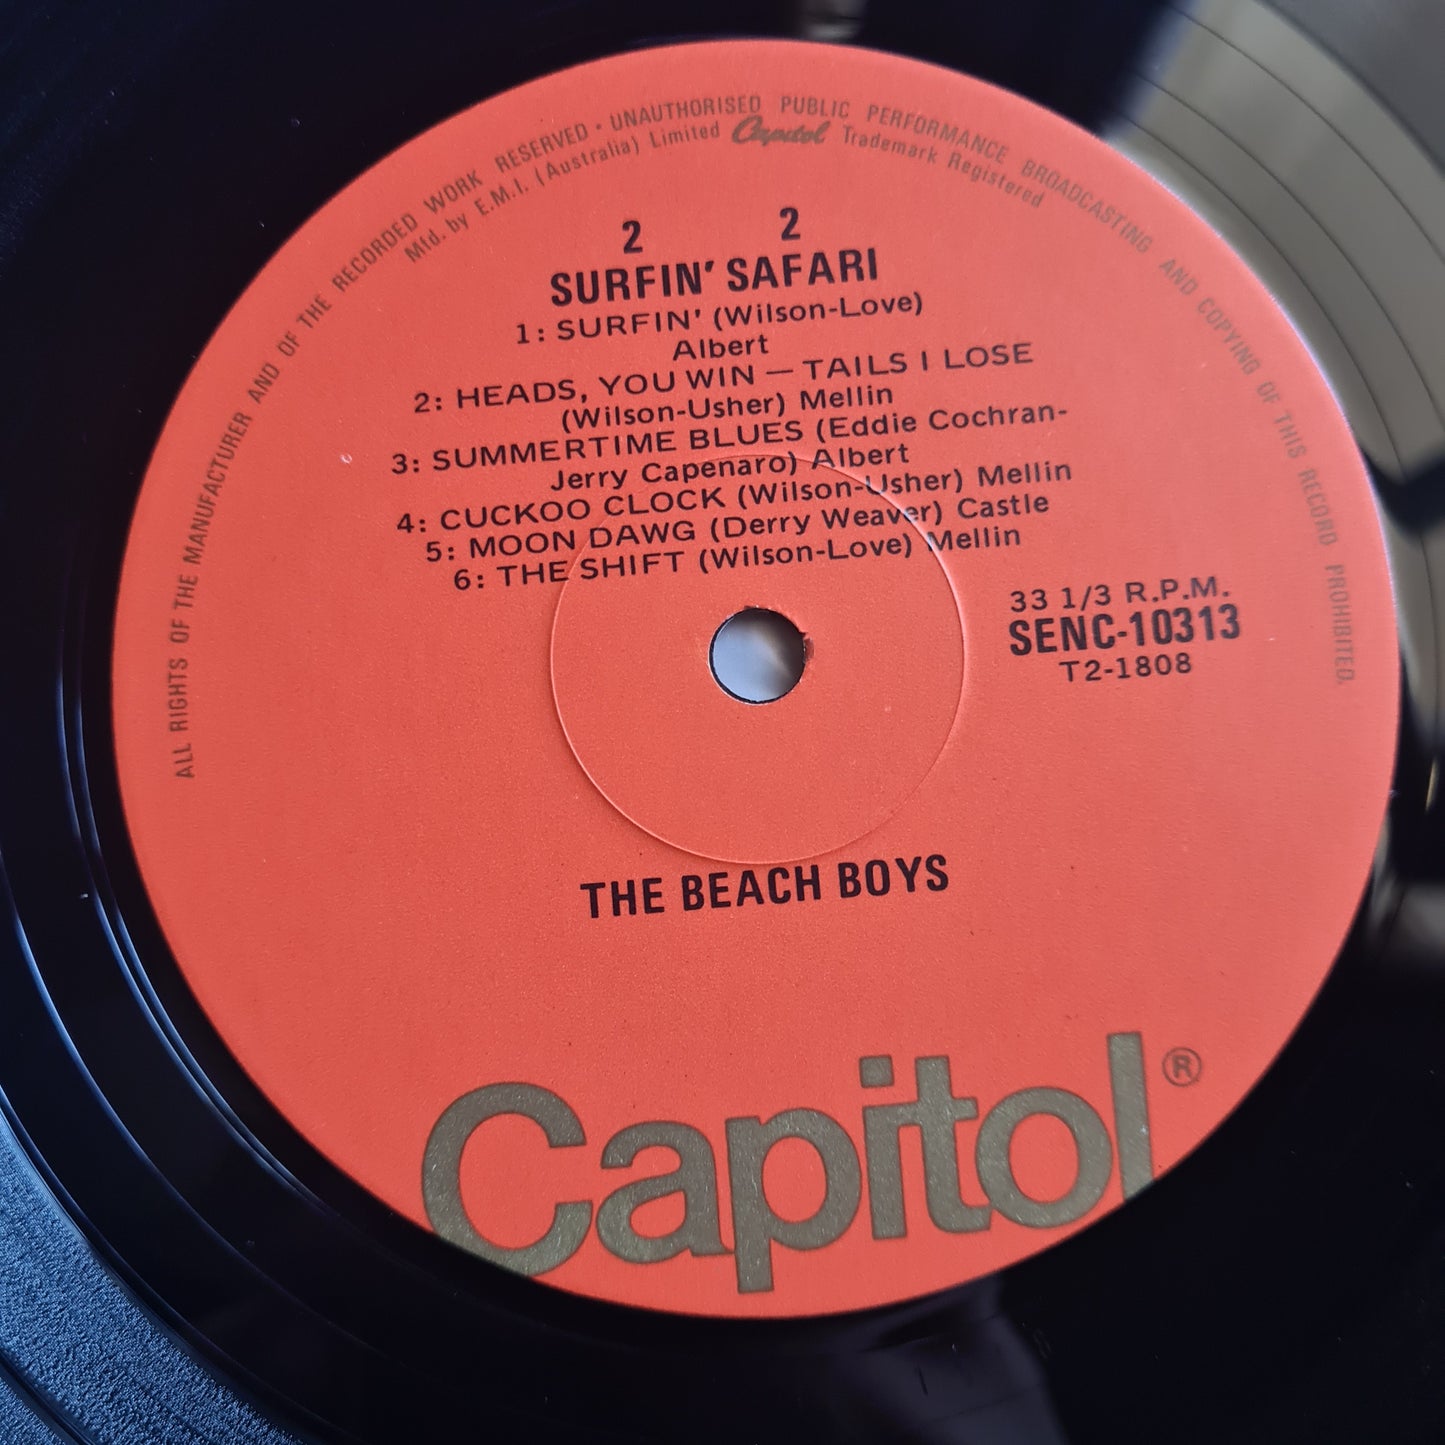 ALL RIGHTS OF THE MANUFACTURER AND OF THE RECORDED WORK RESERVED · UNAUTHORISED PUBLIC PERFORMANCE BROADCASTING AND COPYING OF THIS RECORD PROHIBITED.
Mfd. by E.M.I. (Australia) Limited Capitol Trademark Registered
2 2
SURFIN' SAFARI
1: SURFIN' (Wilson-Love)
Albert
2: HEADS, YOU WIN — TAILS I LOSE
(Wilson-Usher) Mellin
3: SUMMERTIME BLUES (Eddie Cochran-
Jerry Capenaro) Albert
4: CUCKOO CLOCK (Wilson-Usher) Mellin
5: MOON DAWG (Derry Weaver) Castle
6: THE SHIFT (Wilson-Love) Mellin
33 1/3 R.P.M.
SENC-10313
T2-1808
THE BEACH BOYS
Capitol ®